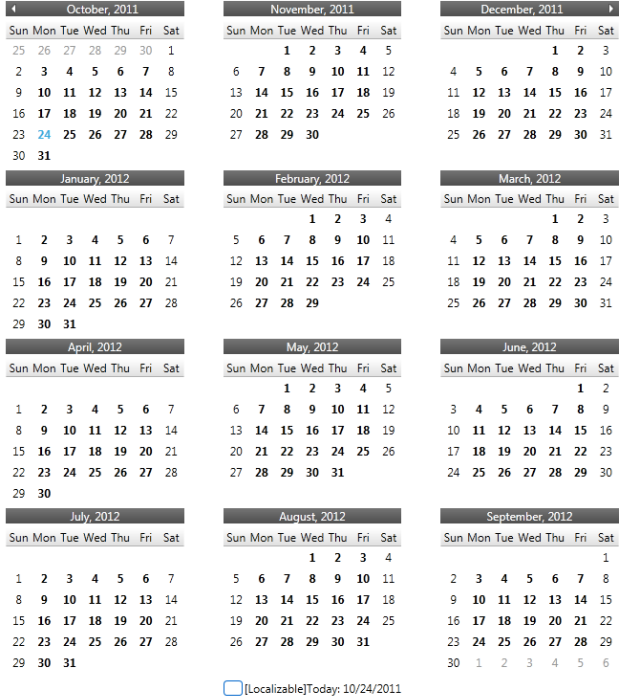 October, 2011
Sun Mon Tue Wed Thu Fri Sat
25 26 27 28 29 30 1
2 3 4 5 6 7 8
9 10 11 12 13 14 15
16 17 18 19 20 21 22
23 24 25 26 27 28 29
30 31
November, 2011
Sun Mon Tue Wed Thu Fri Sat
1 2 3 4 5
6 7 8 9 10 11 12
13 14 15 16 17 18 19
20 21 22 23 24 25 26
27 28 29 30
December, 2011
Sun Mon Tue Wed Thu Fri Sat
1 2 3
4 5 6 7 8 9 10
11 12 13 14 15 16 17
18 19 20 21 22 23 24
25 26 27 28 29 30 31
January, 2012
Sun Mon Tue Wed Thu Fri Sat
1 2 3 4 5 6 7
8 9 10 11 12 13 14
15 16 17 18 19 20 21
22 23 24 25 26 27 28
29 30 31
February, 2012
Sun Mon Tue Wed Thu Fri Sat
1 2 3 4
5 6 7 8 9 10 11
12 13 14 15 16 17 18
19 20 21 22 23 24 25
26 27 28 29
March, 2012
Sun Mon Tue Wed Thu Fri Sat
1 2 3
4 5 6 7 8 9 10
11 12 13 14 15 16 17
18 19 20 21 22 23 24
25 26 27 28 29 30 31
April, 2012
Sun Mon Tue Wed Thu Fri Sat
1 2 3 4 5 6 7
8 9 10 11 12 13 14
15 16 17 18 19 20 21
22 23 24 25 26 27 28
29 30
May, 2012
Sun Mon Tue Wed Thu Fri Sat
1 2 3 4 5
6 7 8 9 10 11 12
13 14 15 16 17 18 19
20 21 22 23 24 25 26
27 28 29 30 31
June, 2012
Sun Mon Tue Wed Thu Fri Sat
1 2
3 4 5 6 7 8 9
10 11 12 13 14 15 16
17 18 19 20 21 22 23
24 25 26 27 28 29 30
July, 2012
Sun Mon Tue Wed Thu Fri Sat
1 2 3 4 5 6 7
8 9 10 11 12 13 14
15 16 17 18 19 20 21
22 23 24 25 26 27 28
29 30 31
August, 2012
Sun Mon Tue Wed Thu Fri Sat
1 2 3 4
5 6 7 8 9 10 11
12 13 14 15 16 17 18
19 20 21 22 23 24 25
26 27 28 29 30 31
September, 2012
Sun Mon Tue Wed Thu Fri Sat
1
2 3 4 5 6 7 8
9 10 11 12 13 14 15
16 17 18 19 20 21 22
23 24 25 26 27 28 29
30 1 2 3 4 5 6
[Localizable]Today: 10/24/2011